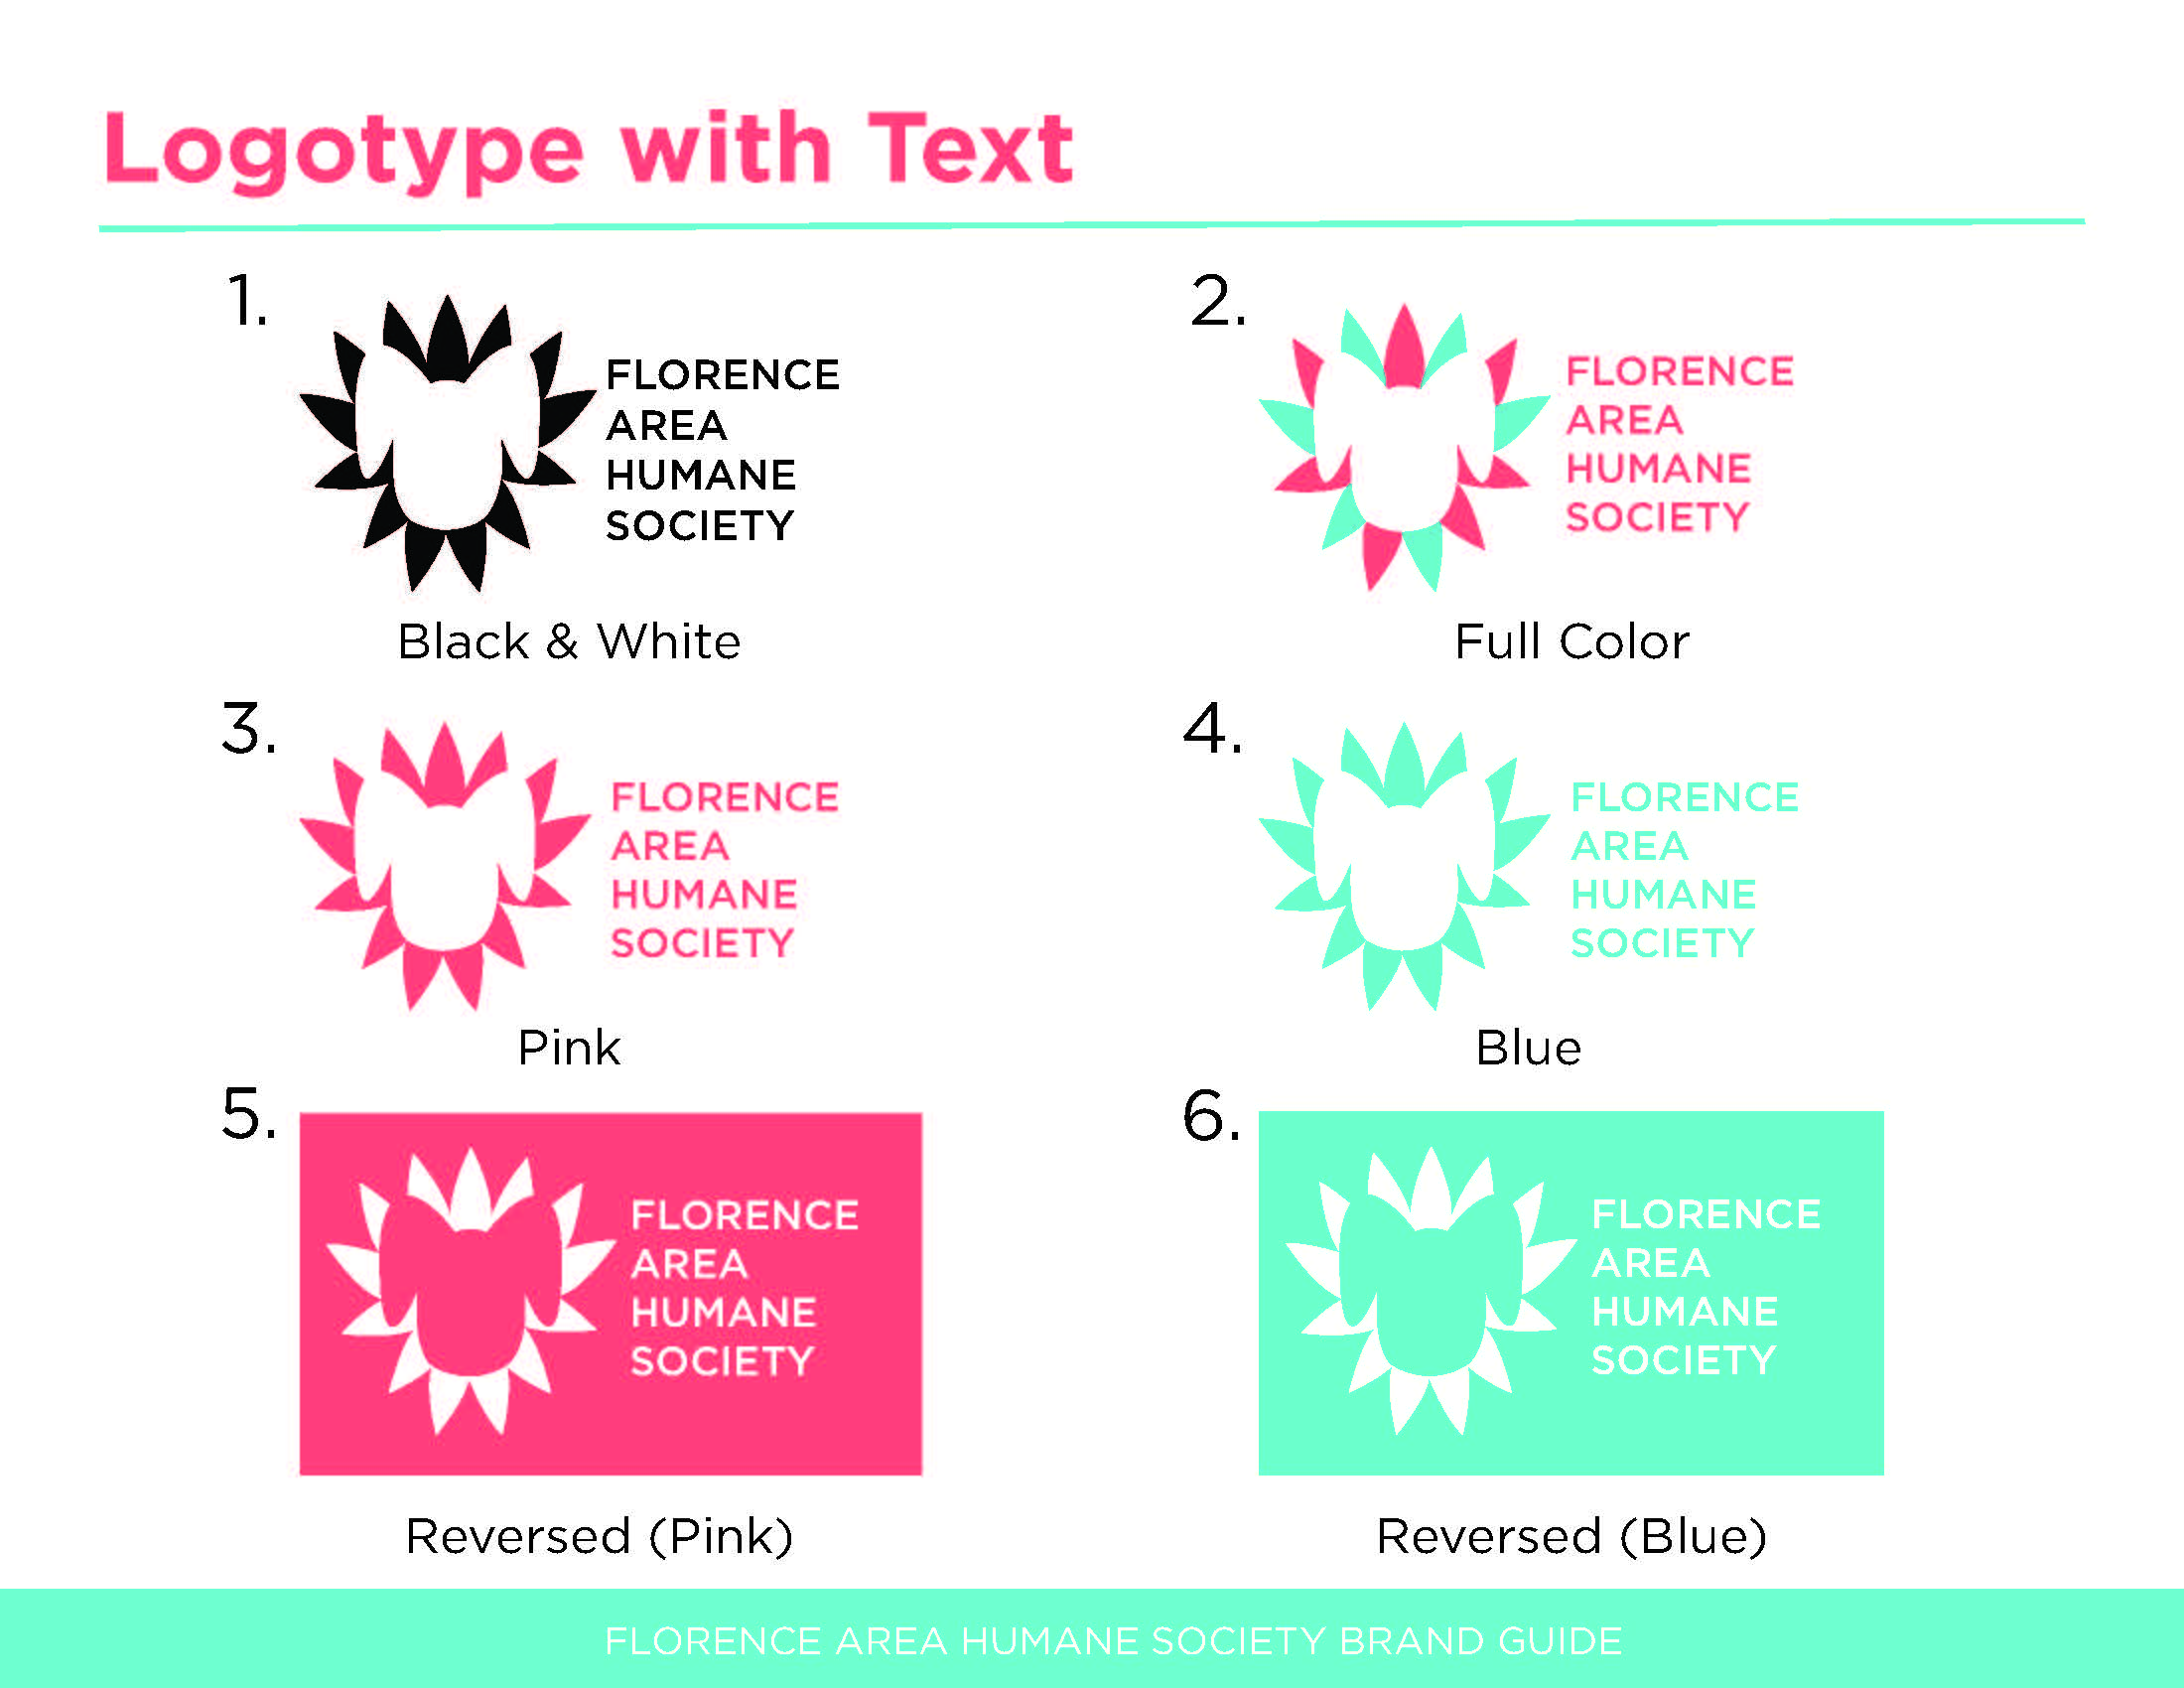 Logotype with Text
1.
FLORENCE
AREA
HUMANE
SOCIETY
Black & White
2.
FLORENCE
AREA
HUMANE
SOCIETY
Full Color
3.
FLORENCE
AREA
HUMANE
SOCIETY
Pink
4.
FLORENCE
AREA
HUMANE
SOCIETY
Blue
5.
FLORENCE
AREA
HUMANE
SOCIETY
Reversed (Pink)
6.
FLORENCE
AREA
HUMANE
SOCIETY
Reversed (Blue)
FLORENCE AREA HUMANE SOCIETY BRAND GUIDE